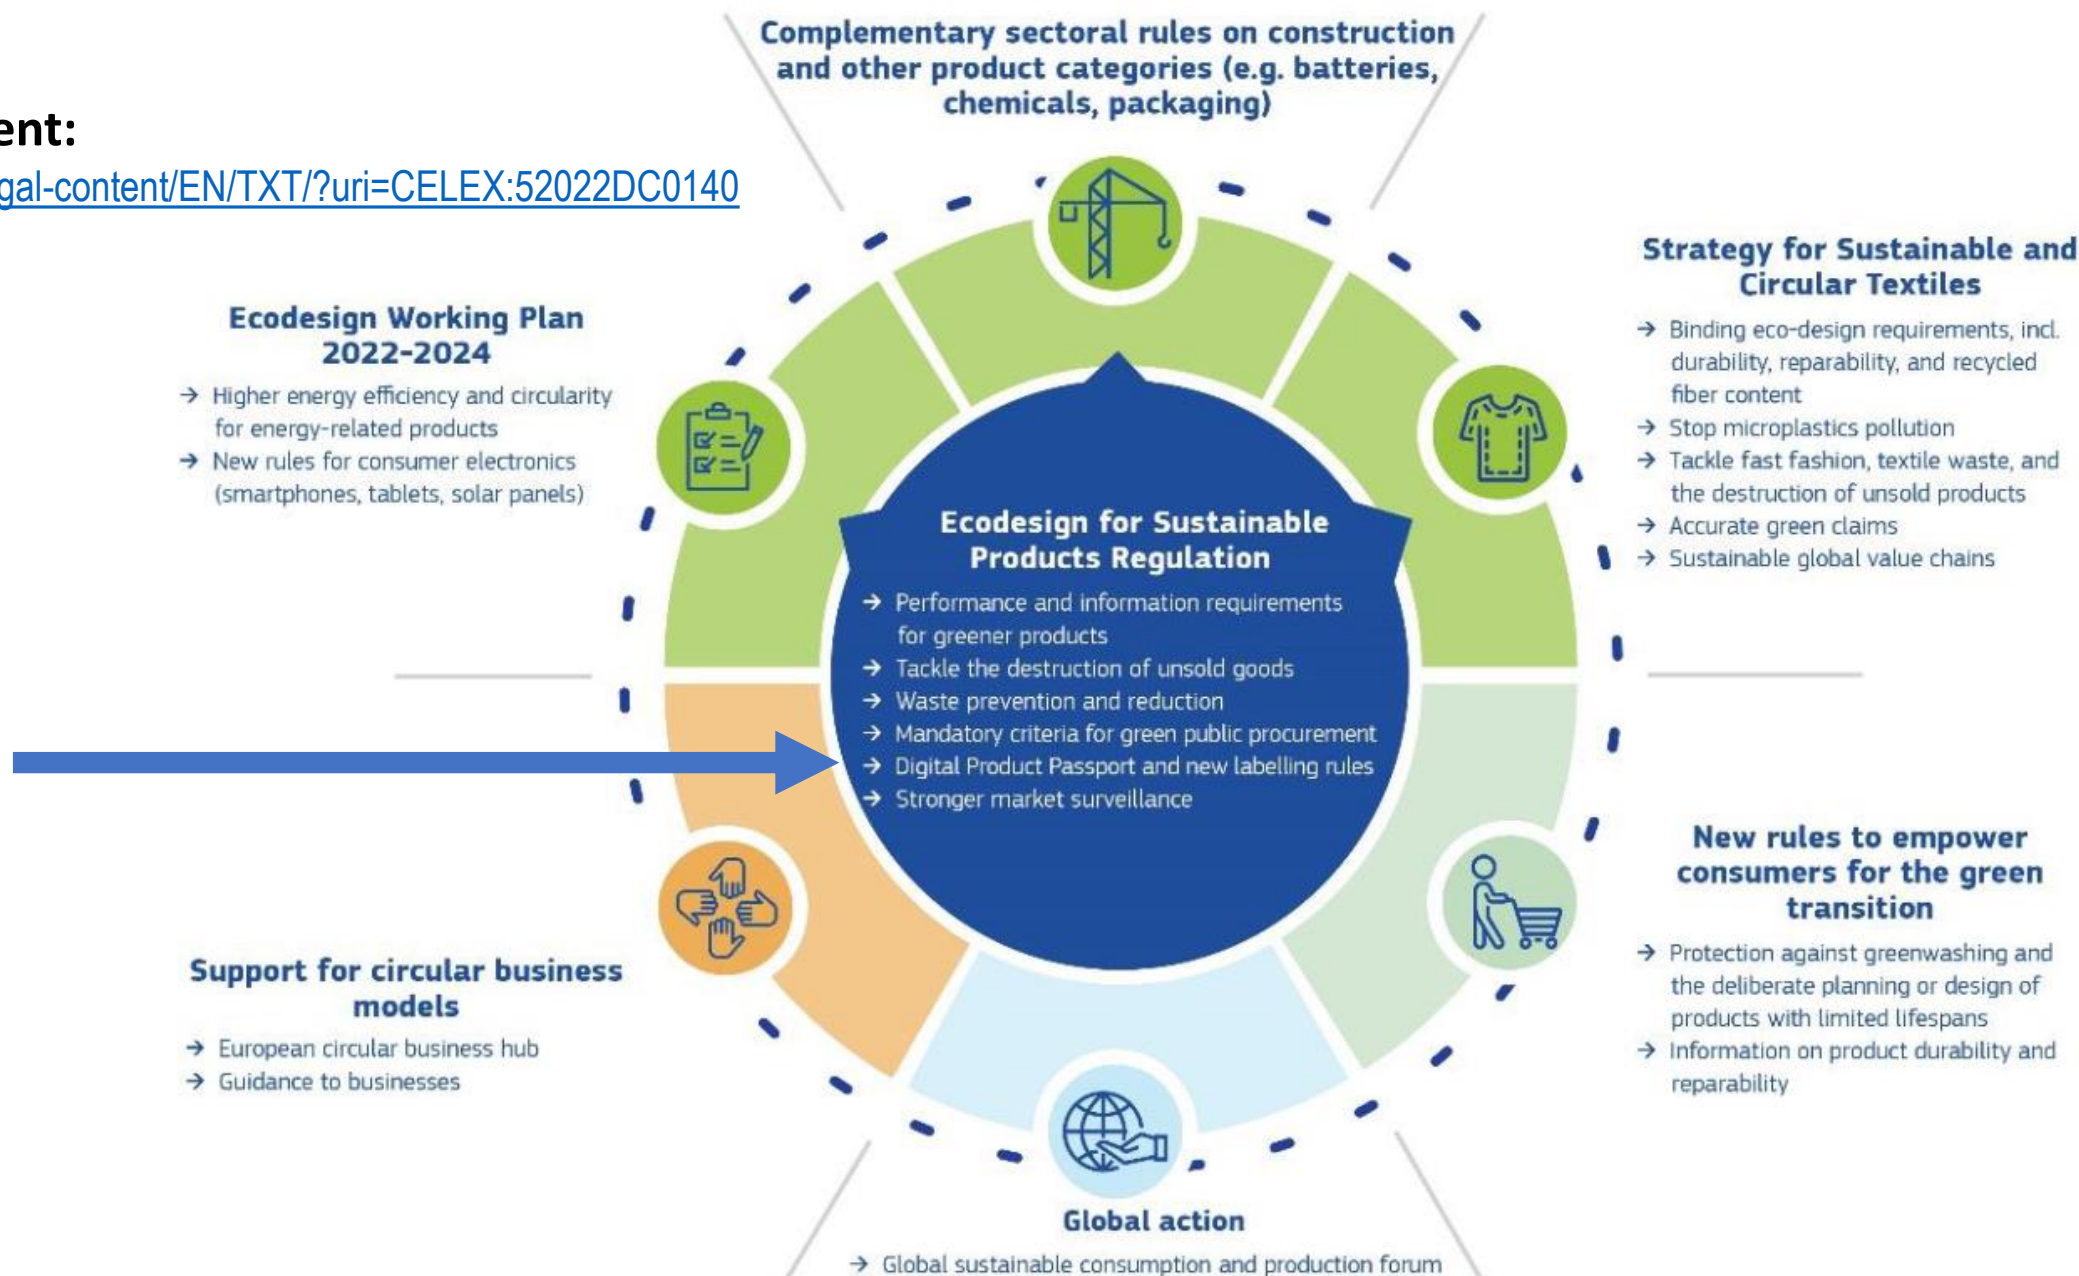 Complementary sectoral rules on construction
and other product categories (e.g. batteries,
chemicals, packaging)
ent:
gal-content/EN/TXT/?uri=CELEX:52022DC0140
Ecodesign Working Plan
2022-2024
→ Higher energy efficiency and circularity
for energy-related products
→ New rules for consumer electronics
(smartphones, tablets, solar panels)
Strategy for Sustainable and
Circular Textiles
→ Binding eco-design requirements, incl.
durability, reparability, and recycled
fiber content
→ Stop microplastics pollution
→ Tackle fast fashion, textile waste, and
the destruction of unsold products
→ Accurate green claims
→ Sustainable global value chains
Ecodesign for Sustainable
Products Regulation
→ Performance and information requirements
for greener products
→ Tackle the destruction of unsold goods
→ Waste prevention and reduction
→ Mandatory criteria for green public procurement
→ Digital Product Passport and new labelling rules
→ Stronger market surveillance
Support for circular business
models
→ European circular business hub
→ Guidance to businesses
New rules to empower
consumers for the green
transition
→ Protection against greenwashing and
the deliberate planning or design of
products with limited lifespans
→ Information on product durability and
reparability
Global action
→ Global sustainable consumption and production forum